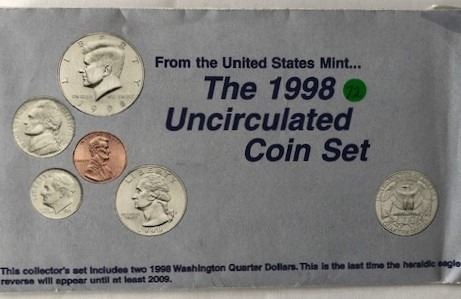 From the United States Mint...
The 1998
Uncirculated
Coin Set
This collector's set includes two 1998 Washington Quarter Dollars. This is the last time the heraldic eagle
reverse will appear until at least 2009.